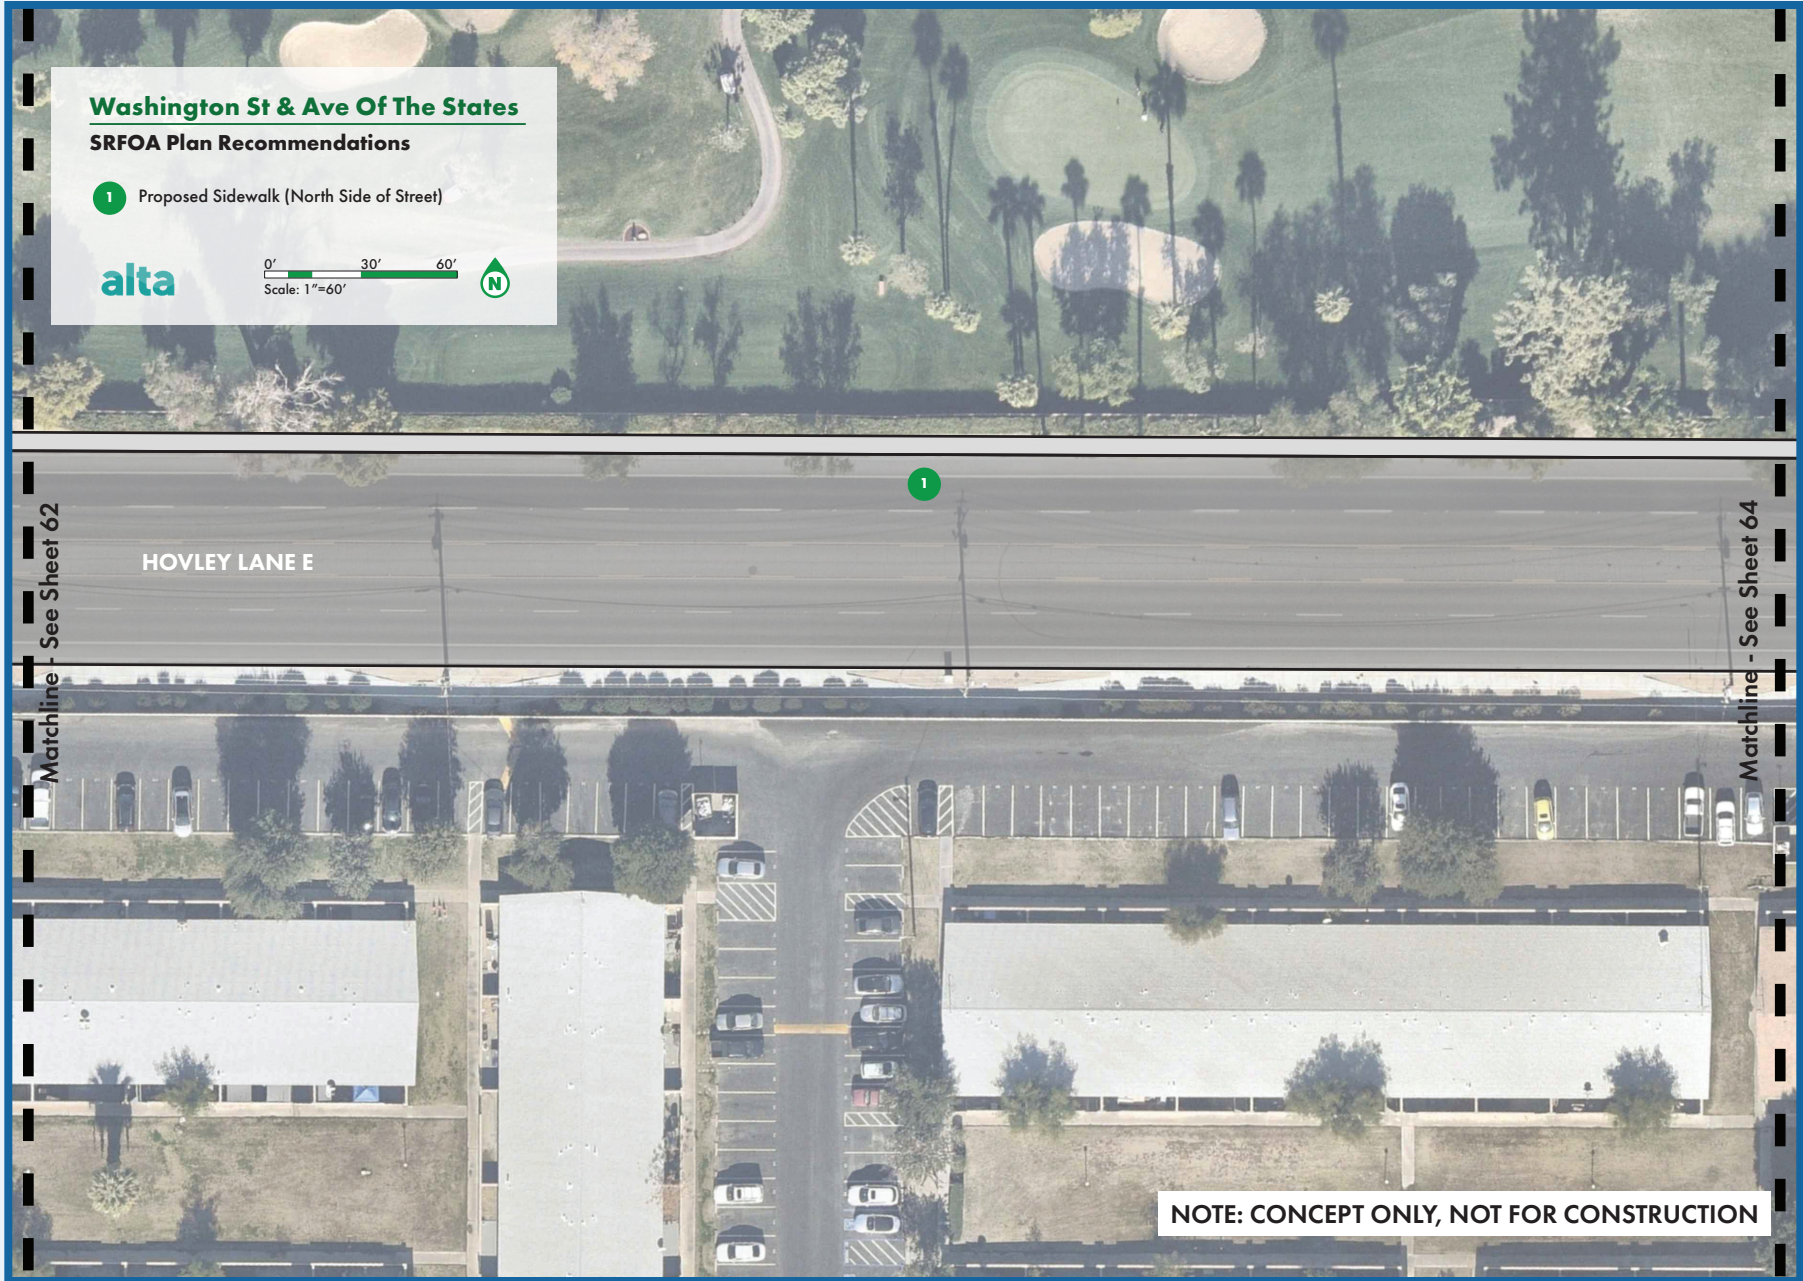 Washington St & Ave Of The States
SRFOA Plan Recommendations
1 Proposed Sidewalk (North Side of Street)
alta
0′ 30′ 60′
Scale: 1″=60′
N
1
HOVLEY LANE E
Matchline - See Sheet 62
Matchline - See Sheet 64
NOTE: CONCEPT ONLY, NOT FOR CONSTRUCTION